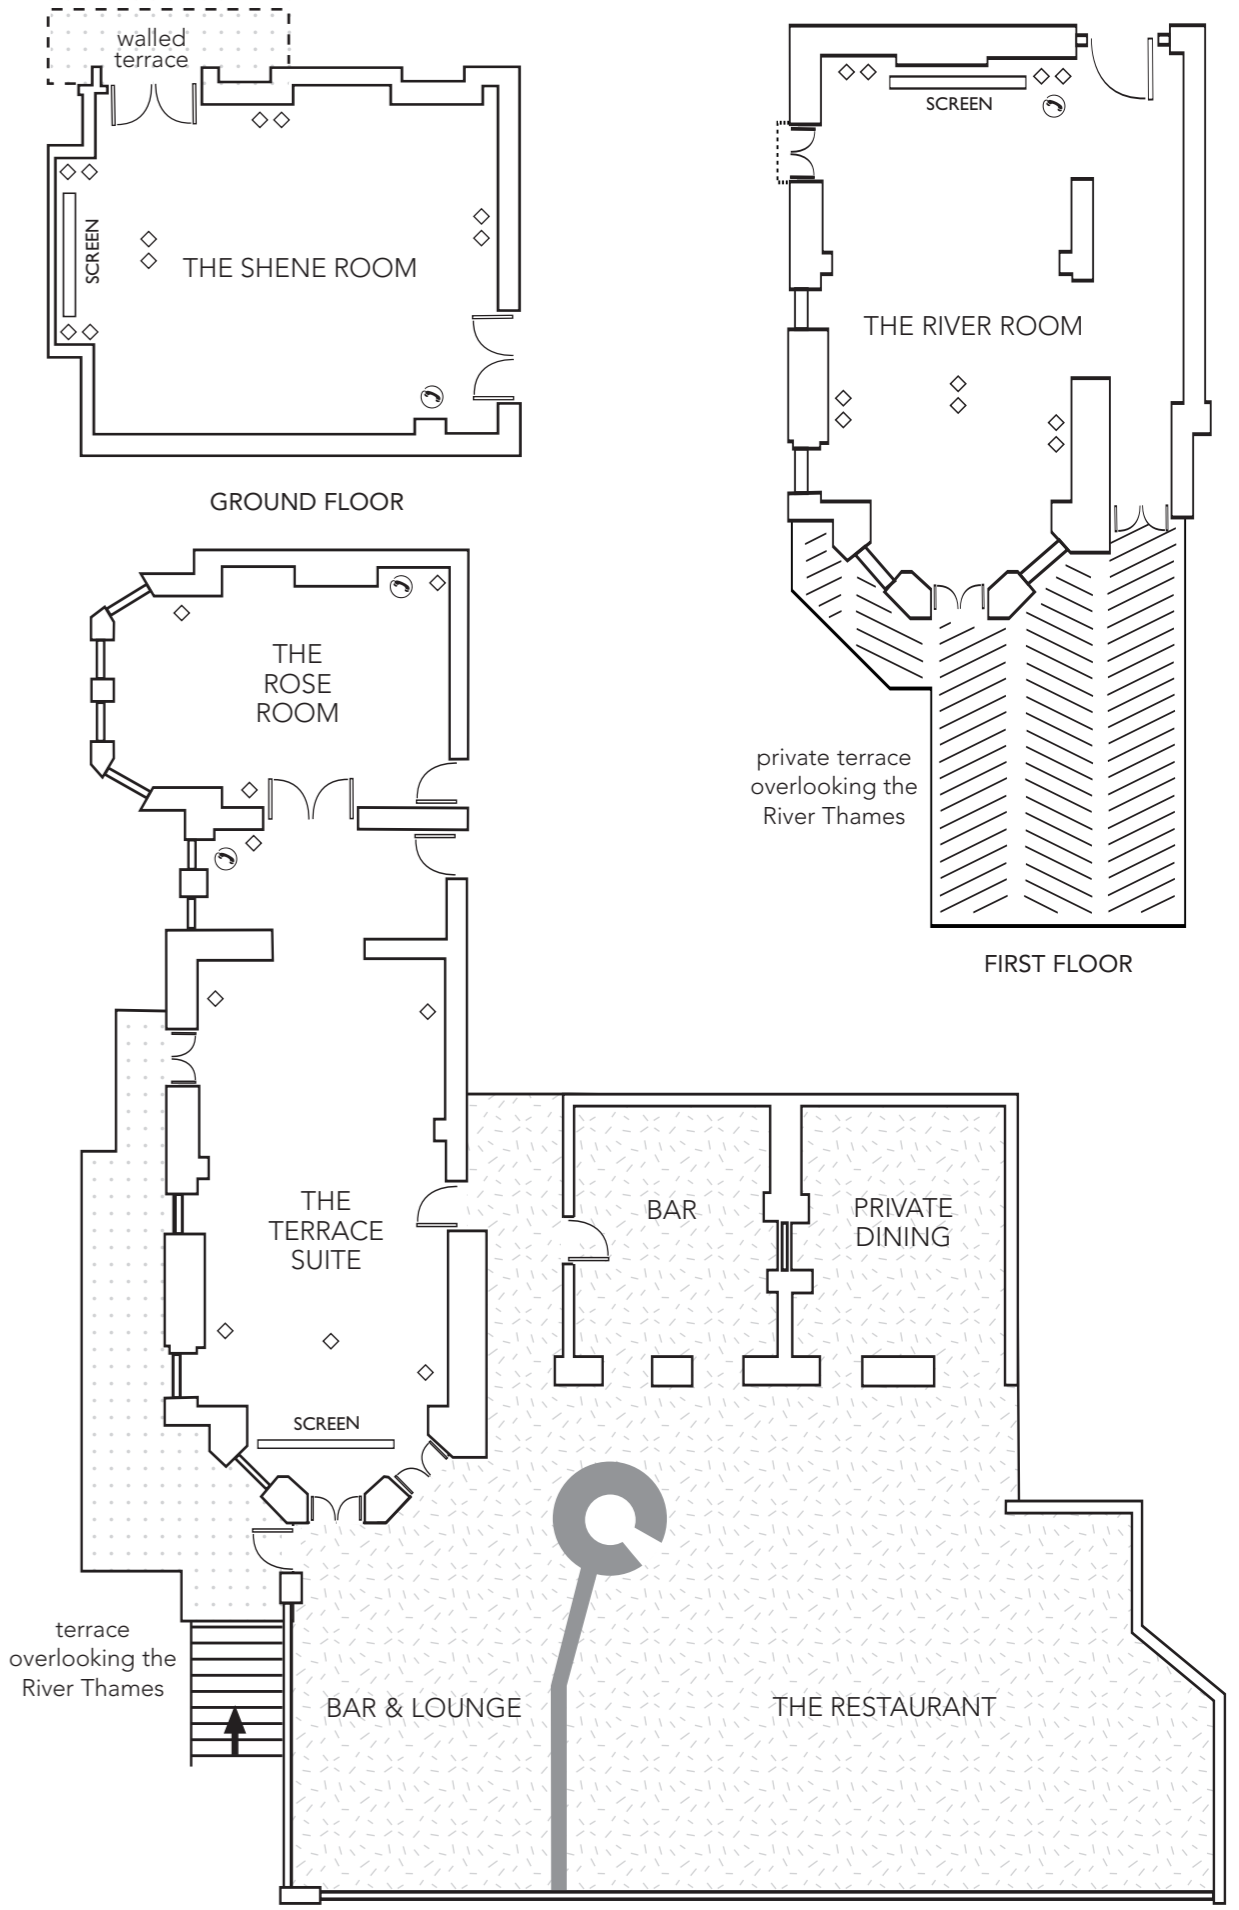 walled
terrace
SCREEN
THE SHENE ROOM
GROUND FLOOR
SCREEN
THE RIVER ROOM
private terrace
overlooking the
River Thames
FIRST FLOOR
THE
ROSE
ROOM
THE
TERRACE
SUITE
SCREEN
BAR
PRIVATE
DINING
terrace
overlooking the
River Thames
BAR & LOUNGE
THE RESTAURANT